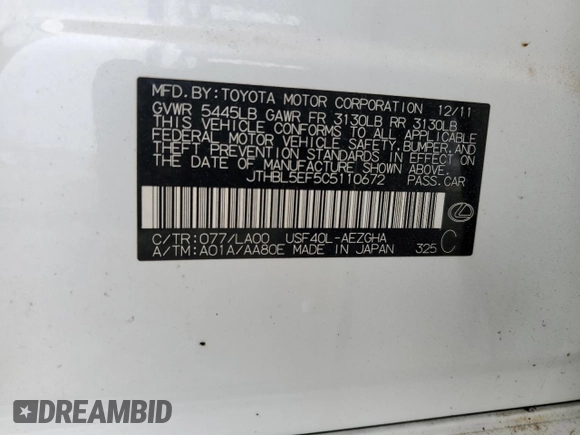 MFD. BY: TOYOTA MOTOR CORPORATION 12/11
GVWR 5445LB GAWR FR 3130LB RR 3130LB
THIS VEHICLE CONFORMS TO ALL APPLICABLE
FEDERAL MOTOR VEHICLE SAFETY, BUMPER, AND
THEFT PREVENTION STANDARDS IN EFFECT ON
THE DATE OF MANUFACTURE SHOWN ABOVE.
JTHBL5EF5C5110672 PASS. CAR
C/TR: 077/LA00 USF40L-AEZGHA
A/TM: A01A/AA80E MADE IN JAPAN 325 C
DREAMBID